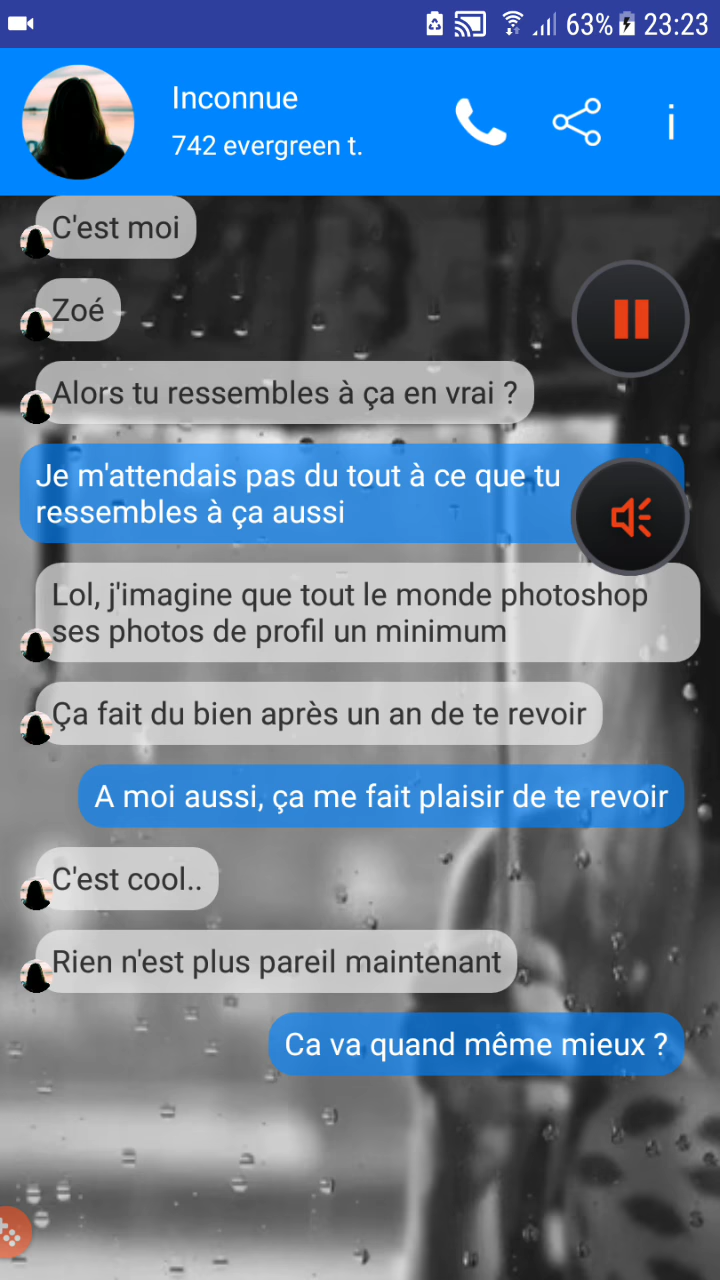 63% 23:23
Inconnue
742 evergreen t.
C'est moi
Zoé
Alors tu ressembles à ça en vrai ?
Je m'attendais pas du tout à ce que tu
ressembles à ça aussi
Lol, j'imagine que tout le monde photoshop
ses photos de profil un minimum
Ça fait du bien après un an de te revoir
A moi aussi, ça me fait plaisir de te revoir
C'est cool..
Rien n'est plus pareil maintenant
Ca va quand même mieux ?